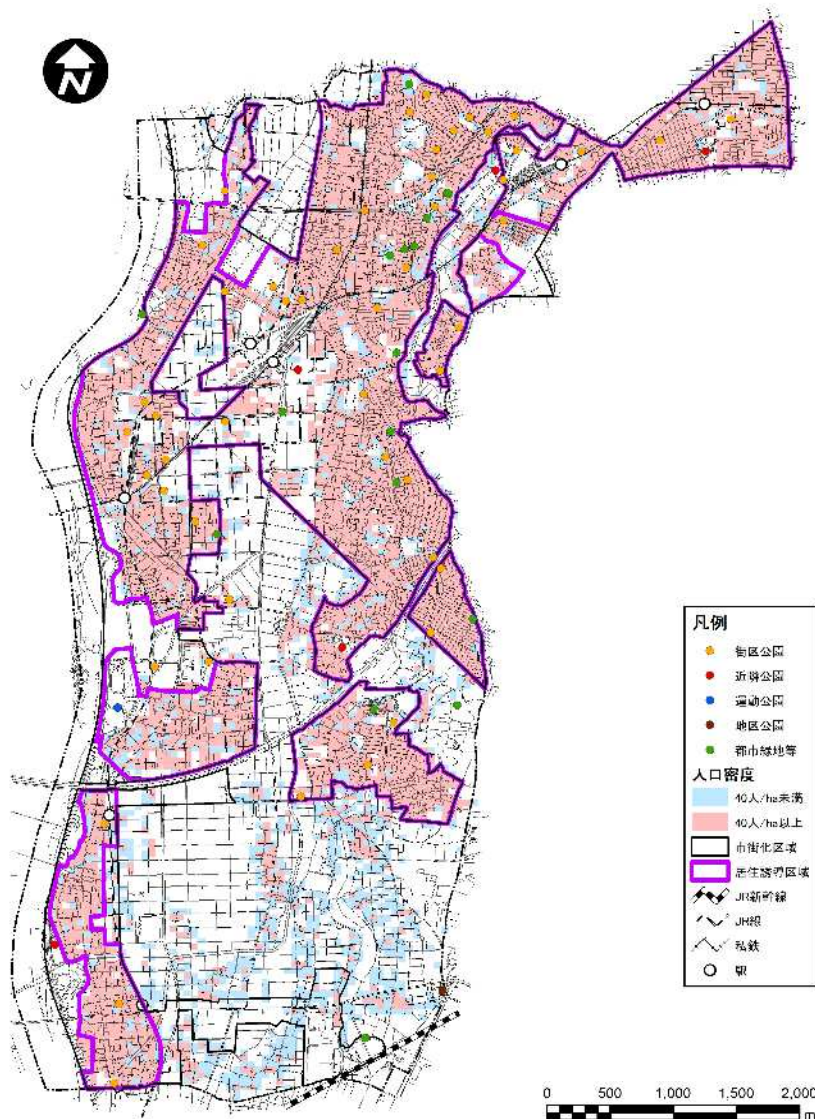 N
凡例
街区公園
近隣公園
運動公園
地区公園
都市緑地等
人口密度
40人/ha未満
40人/ha以上
市街化区域
居住誘導区域
JR新幹線
JR線
私鉄
駅
0 500 1,000 1,500 2,000
m